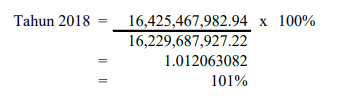 Tahun 2018 = 16,425,467,982.94 x 100%
16,229,687,927.22
= 1.012063082
= 101%